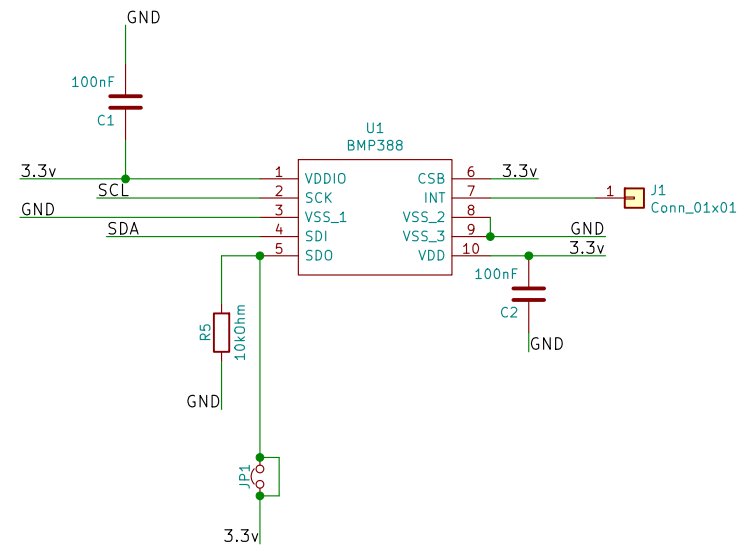 GND
100nF
C1
U1
BMP388
3.3v
1 VDDIO
CSB 6
3.3v
SCL
2 SCK
INT 7
1
J1
Conn_01x01
GND
3 VSS_1
VSS_2 8
SDA
4 SDI
VSS_3 9
GND
5 SDO
VDD 10
3.3v
100nF
C2
GND
R5
10kOhm
GND
JP1
3.3v